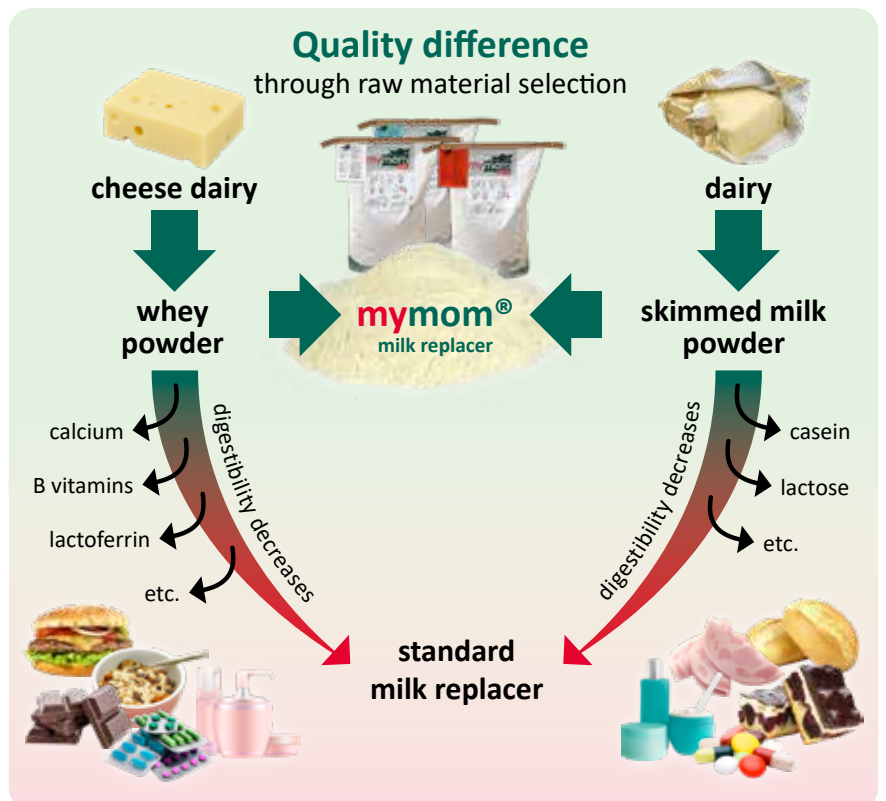 Quality difference
through raw material selection
cheese dairy
dairy
whey
powder
mymom®
milk replacer
skimmed milk
powder
calcium
B vitamins
lactoferrin
etc.
digestibility decreases
digestibility decreases
casein
lactose
etc.
standard
milk replacer